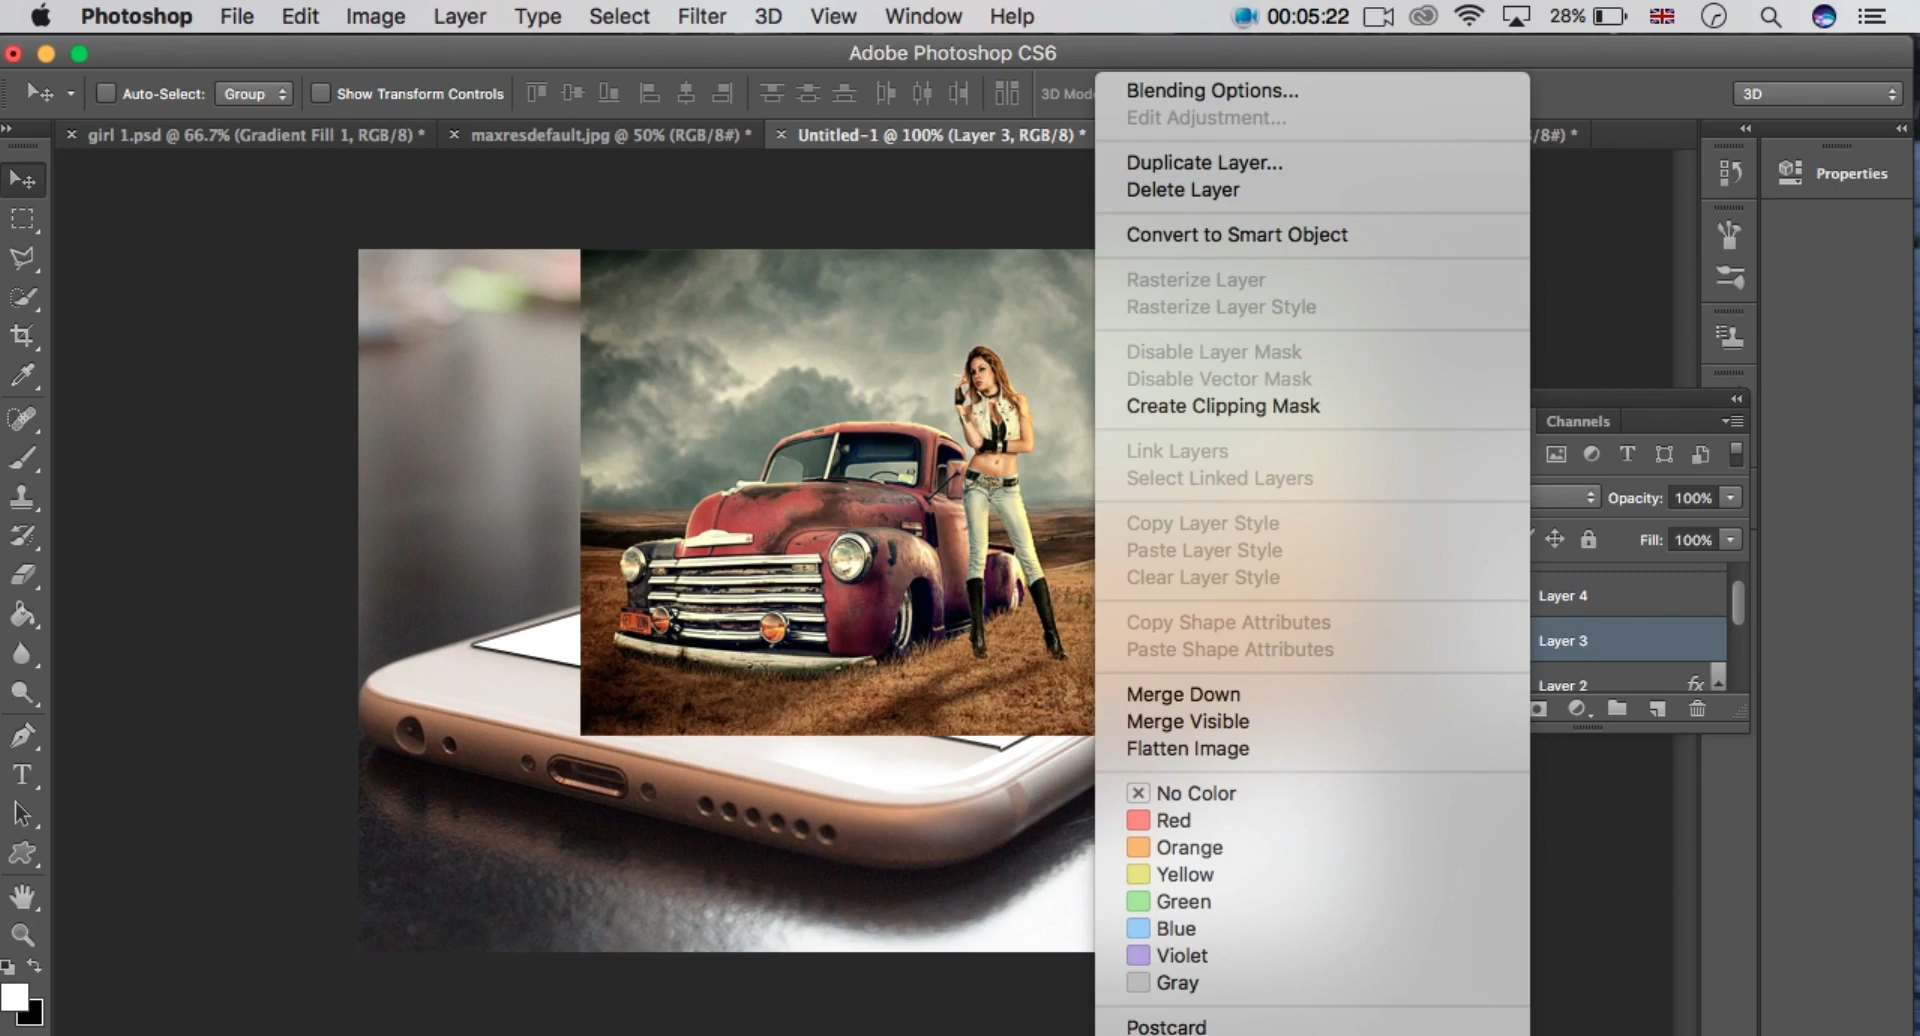 Photoshop File Edit Image Layer Type Select Filter 3D View Window Help 00:05:22 28%
Adobe Photoshop CS6
Auto-Select: Group Show Transform Controls 3D Mod 3D
girl 1.psd @ 66.7% (Gradient Fill 1, RGB/8) * maxresdefault.jpg @ 50% (RGB/8#) * Untitled-1 @ 100% (Layer 3, RGB/8) * /8#) *
Properties
Blending Options...
Edit Adjustment...
Duplicate Layer...
Delete Layer
Convert to Smart Object
Rasterize Layer
Rasterize Layer Style
Disable Layer Mask
Disable Vector Mask
Create Clipping Mask
Link Layers
Select Linked Layers
Copy Layer Style
Paste Layer Style
Clear Layer Style
Copy Shape Attributes
Paste Shape Attributes
Merge Down
Merge Visible
Flatten Image
No Color
Red
Orange
Yellow
Green
Blue
Violet
Gray
Postcard
Channels
Opacity: 100%
Fill: 100%
Layer 4
Layer 3
Layer 2 fx